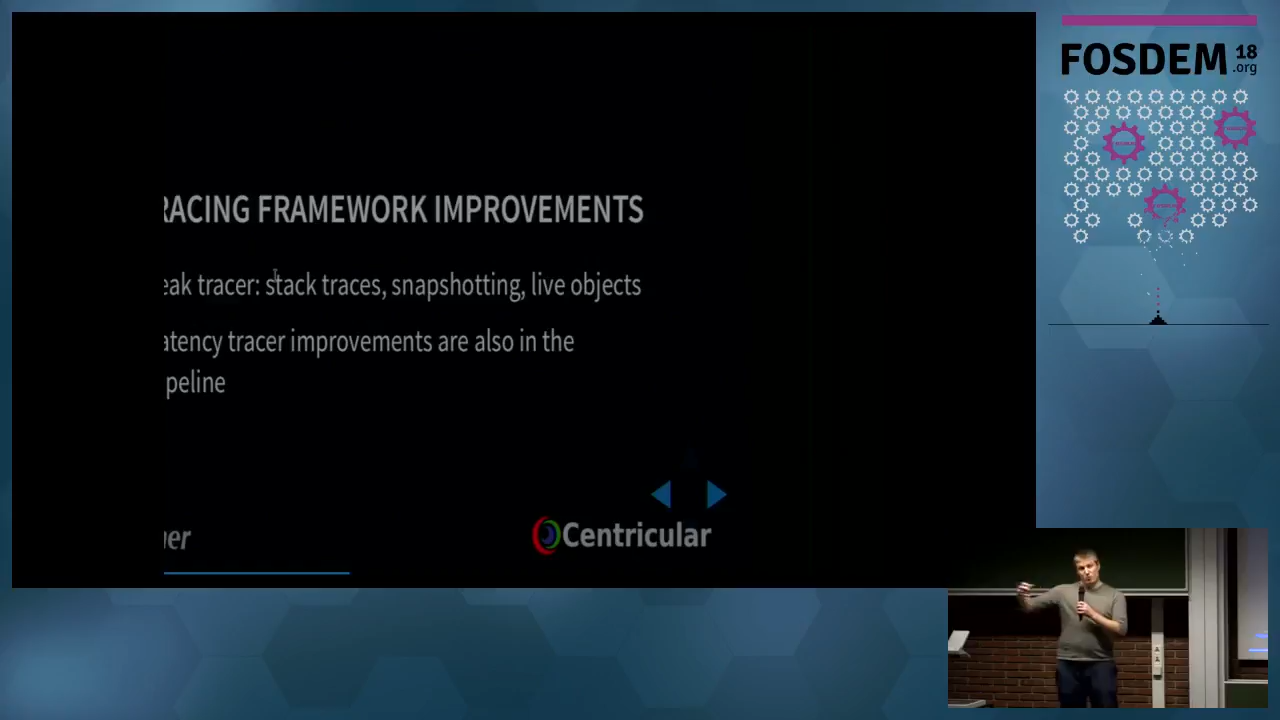 FOSDEM 18
.org
RACING FRAMEWORK IMPROVEMENTS
eak tracer: stack traces, snapshotting, live objects
atency tracer improvements are also in the
peline
er
Centricular